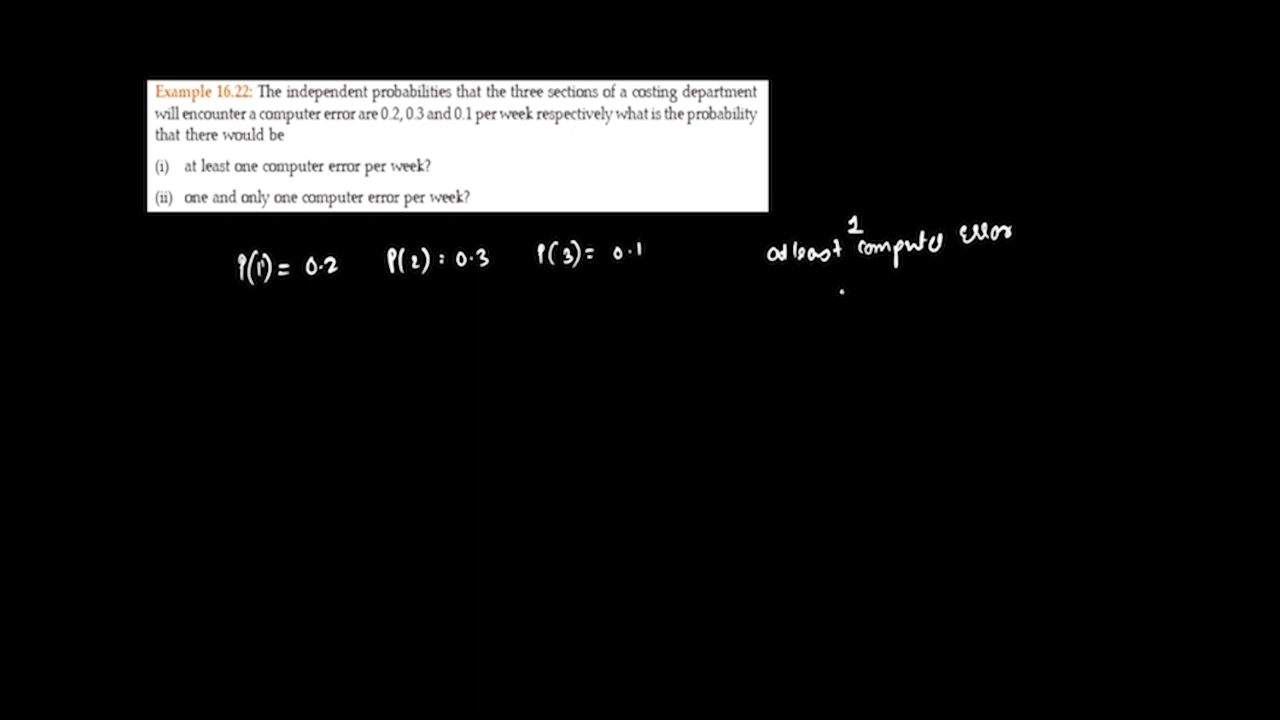 Example 16.22: The independent probabilities that the three sections of a costing department
will encounter a computer error are 0.2, 0.3 and 0.1 per week respectively what is the probability
that there would be
(i) at least one computer error per week?
(ii) one and only one computer error per week?
P(1) = 0.2 P(2) = 0.3 P(3) = 0.1
at least 1 computer error